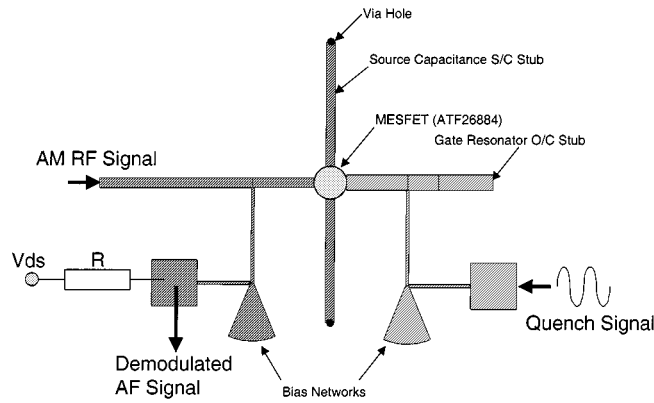 Via Hole
Source Capacitance S/C Stub
MESFET (ATF26884)
Gate Resonator O/C Stub
AM RF Signal
Vds
R
Quench Signal
Demodulated
AF Signal
Bias Networks